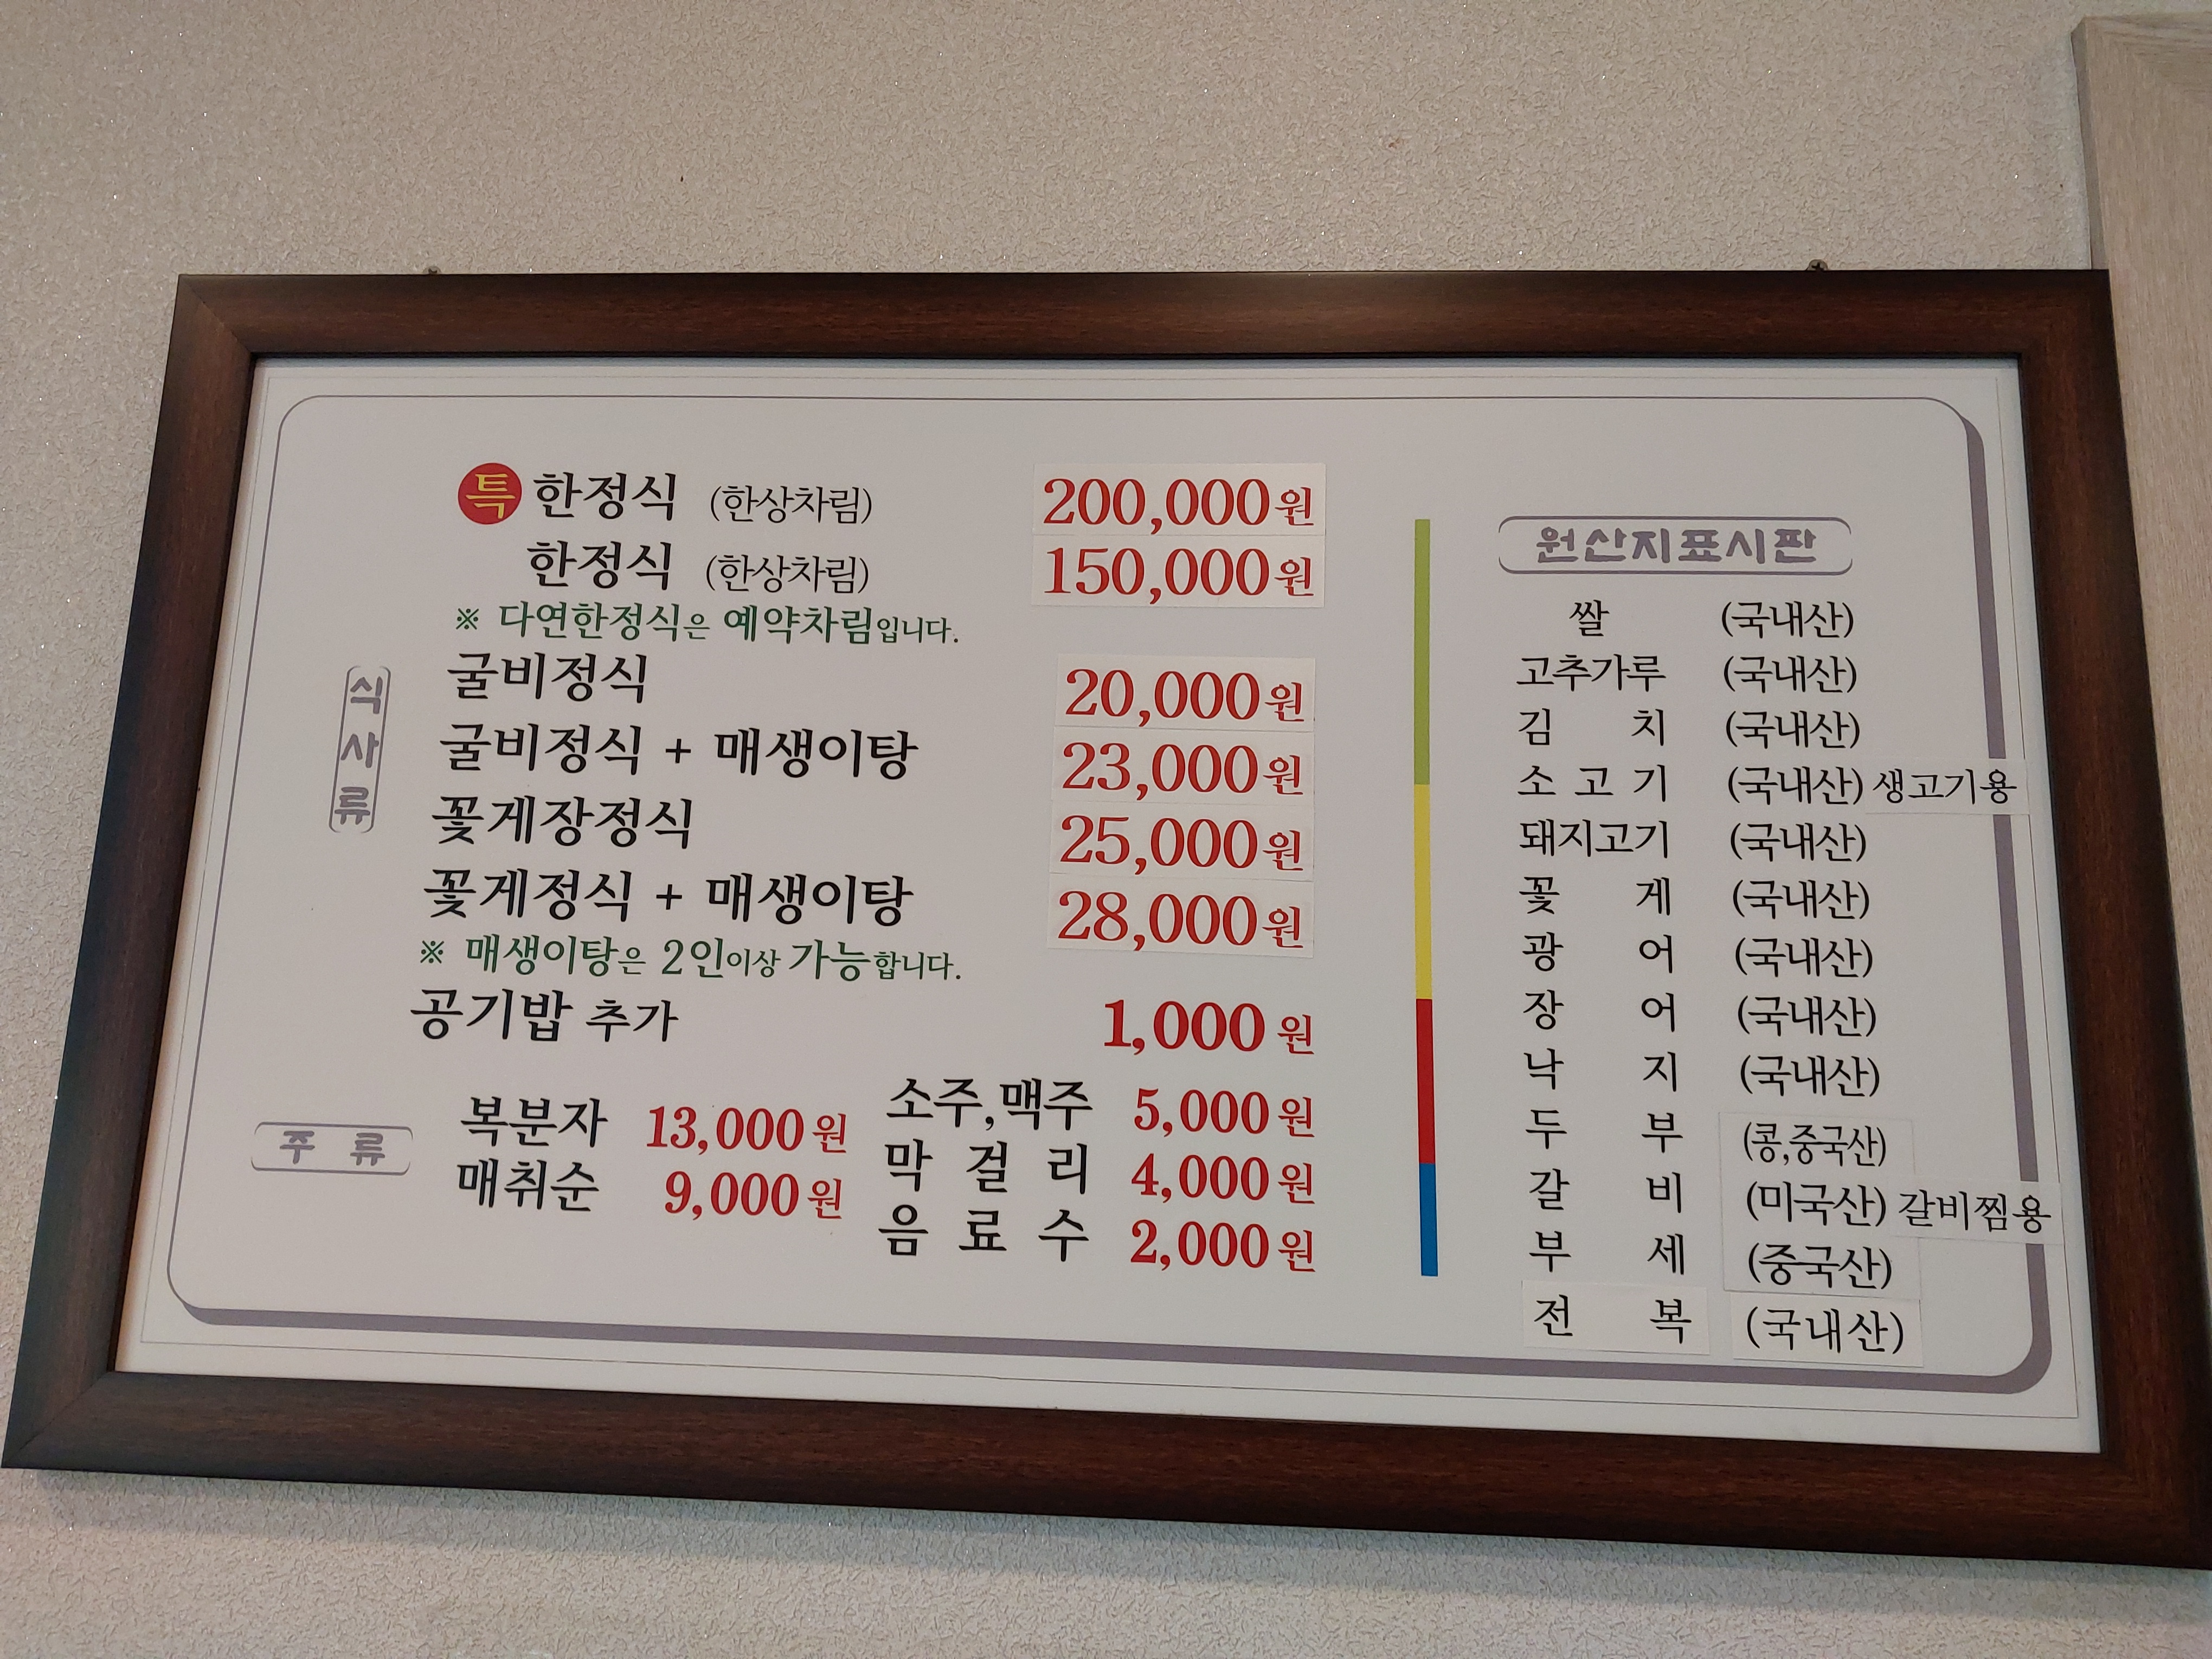 특 한정식 (한상차림) 200,000원
한정식 (한상차림) 150,000원
※ 다연한정식은 예약차림입니다.
식사류
굴비정식 20,000원
굴비정식 + 매생이탕 23,000원
꽃게장정식 25,000원
꽃게정식 + 매생이탕 28,000원
※ 매생이탕은 2인이상 가능합니다.
공기밥 추가 1,000원
주 류
복분자 13,000원
매취순 9,000원
소주,맥주 5,000원
막 걸 리 4,000원
음 료 수 2,000원
원산지표시판
쌀 (국내산)
고추가루 (국내산)
김 치 (국내산)
소 고 기 (국내산) 생고기용
돼지고기 (국내산)
꽃 게 (국내산)
광 어 (국내산)
장 어 (국내산)
낙 지 (국내산)
두 부 (콩,중국산)
갈 비 (미국산) 갈비찜용
부 세 (중국산)
전 복 (국내산)